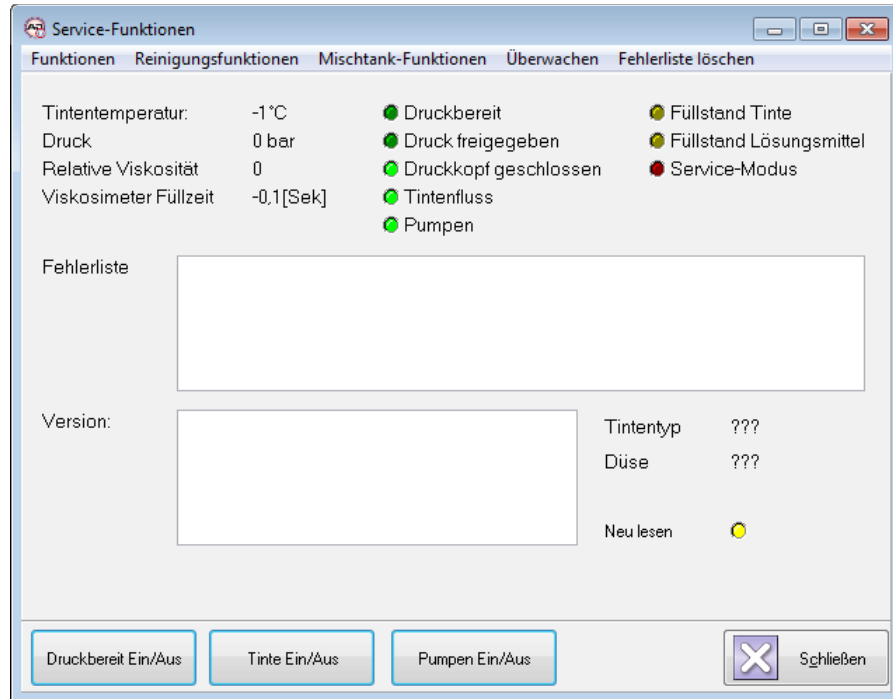 Service-Funktionen
Funktionen Reinigungsfunktionen Mischtank-Funktionen Überwachen Fehlerliste löschen
Tintentemperatur: -1°C Druckbereit Füllstand Tinte
Druck 0 bar Druck freigegeben Füllstand Lösungsmittel
Relative Viskosität 0 Druckkopf geschlossen Service-Modus
Viskosimeter Füllzeit -0,1[Sek] Tintenfluss
Pumpen
Fehlerliste
Version:
Tintentyp ???
Düse ???
Neu lesen
Druckbereit Ein/Aus Tinte Ein/Aus Pumpen Ein/Aus Schließen